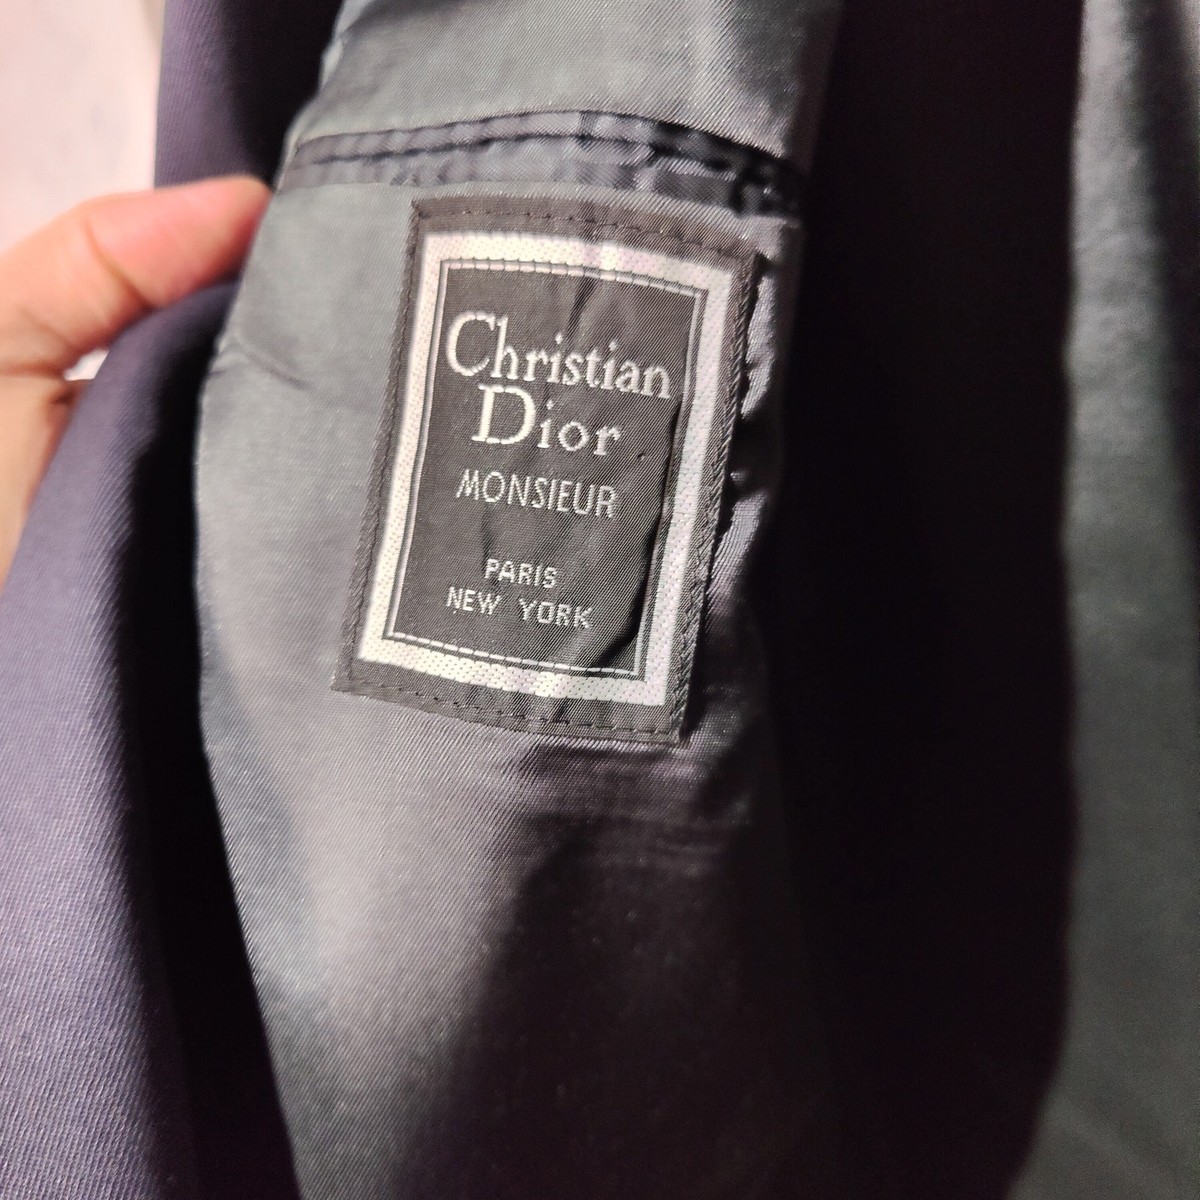 Christian
Dior
MONSIEUR
PARIS
NEW YORK